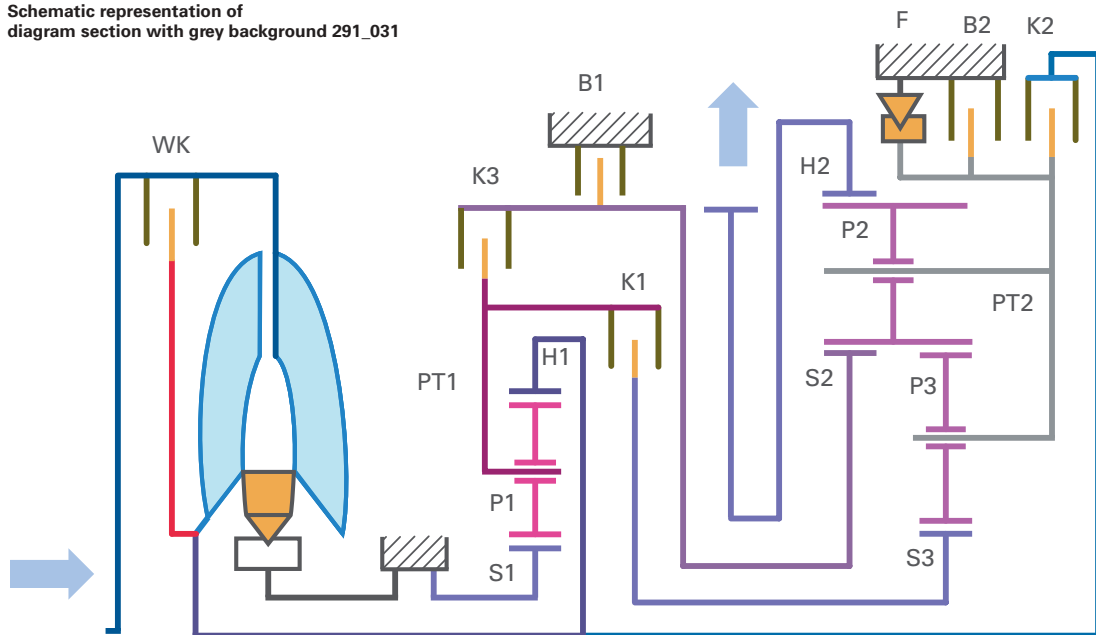 Schematic representation of
diagram section with grey background 291_031
F
B2
K2
B1
WK
H2
K3
P2
K1
PT2
H1
PT1
S2
P3
P1
S3
S1